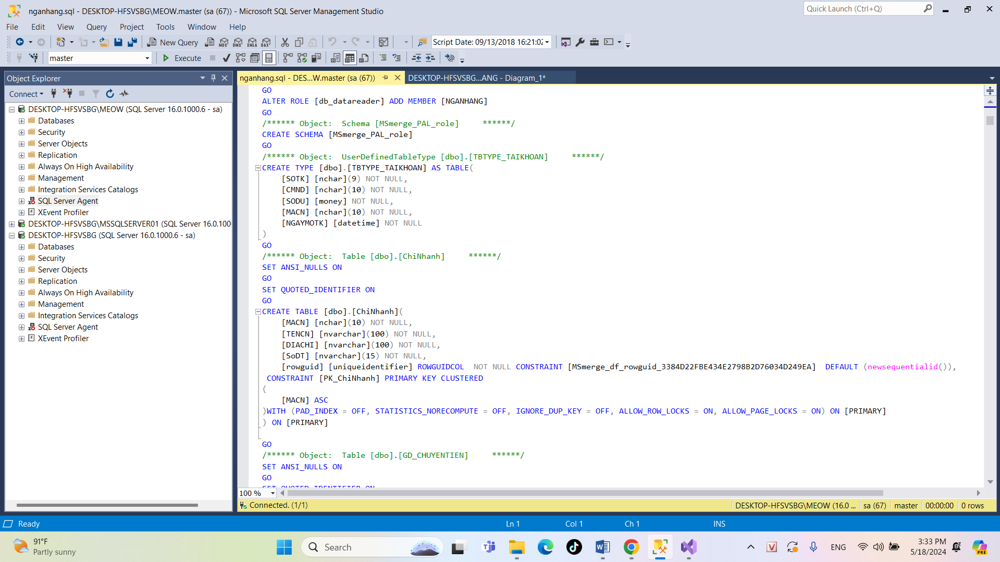 nganhang.sql - DESKTOP-HFSVSBG\MEOW.master (sa (67)) - Microsoft SQL Server Management Studio
Quick Launch (Ctrl+Q)
File Edit View Query Project Tools Window Help
New Query
MDX DMX XMLA DAX
Script Date: 09/13/2018 16:21:02
master
Execute
Object Explorer
Connect
DESKTOP-HFSVSBG\MEOW (SQL Server 16.0.1000.6 - sa)
Databases
Security
Server Objects
Replication
Always On High Availability
Management
Integration Services Catalogs
SQL Server Agent
XEvent Profiler
DESKTOP-HFSVSBG\MSSQLSERVER01 (SQL Server 16.0.100
DESKTOP-HFSVSBG (SQL Server 16.0.1000.6 - sa)
Databases
Security
Server Objects
Replication
Always On High Availability
Management
Integration Services Catalogs
SQL Server Agent
XEvent Profiler
nganhang.sql - DES...W.master (sa (67))
DESKTOP-HFSVSBG...ANG - Diagram_1*
GO
ALTER ROLE [db_datareader] ADD MEMBER [NGANHANG]
GO
/****** Object:  Schema [MSmerge_PAL_role]     ******/
CREATE SCHEMA [MSmerge_PAL_role]
GO
/****** Object:  UserDefinedTableType [dbo].[TBTYPE_TAIKHOAN]     ******/
CREATE TYPE [dbo].[TBTYPE_TAIKHOAN] AS TABLE(
[SOTK] [nchar](9) NOT NULL,
[CMND] [nchar](10) NOT NULL,
[SODU] [money] NOT NULL,
[MACN] [nchar](10) NOT NULL,
[NGAYMOTK] [datetime] NOT NULL
)
GO
/****** Object:  Table [dbo].[ChiNhanh]     ******/
SET ANSI_NULLS ON
GO
SET QUOTED_IDENTIFIER ON
GO
CREATE TABLE [dbo].[ChiNhanh](
[MACN] [nchar](10) NOT NULL,
[TENCN] [nvarchar](100) NOT NULL,
[DIACHI] [nvarchar](100) NOT NULL,
[SoDT] [nvarchar](15) NOT NULL,
[rowguid] [uniqueidentifier] ROWGUIDCOL  NOT NULL CONSTRAINT [MSmerge_df_rowguid_3384D22FBE434E2798B2D76034D249EA]  DEFAULT (newsequentialid()),
CONSTRAINT [PK_ChiNhanh] PRIMARY KEY CLUSTERED
(
[MACN] ASC
)WITH (PAD_INDEX = OFF, STATISTICS_NORECOMPUTE = OFF, IGNORE_DUP_KEY = OFF, ALLOW_ROW_LOCKS = ON, ALLOW_PAGE_LOCKS = ON) ON [PRIMARY]
) ON [PRIMARY]
GO
/****** Object:  Table [dbo].[GD_CHUYENTIEN]     ******/
SET ANSI_NULLS ON
GO
SET QUOTED_IDENTIFIER ON
100 %
Connected. (1/1)
DESKTOP-HFSVSBG\MEOW (16.0 ... sa (67) master 00:00:00 0 rows
Ready
Ln 1
Col 1
Ch 1
INS
91°F
Partly sunny
Search
ENG
3:33 PM
5/18/2024
PRE